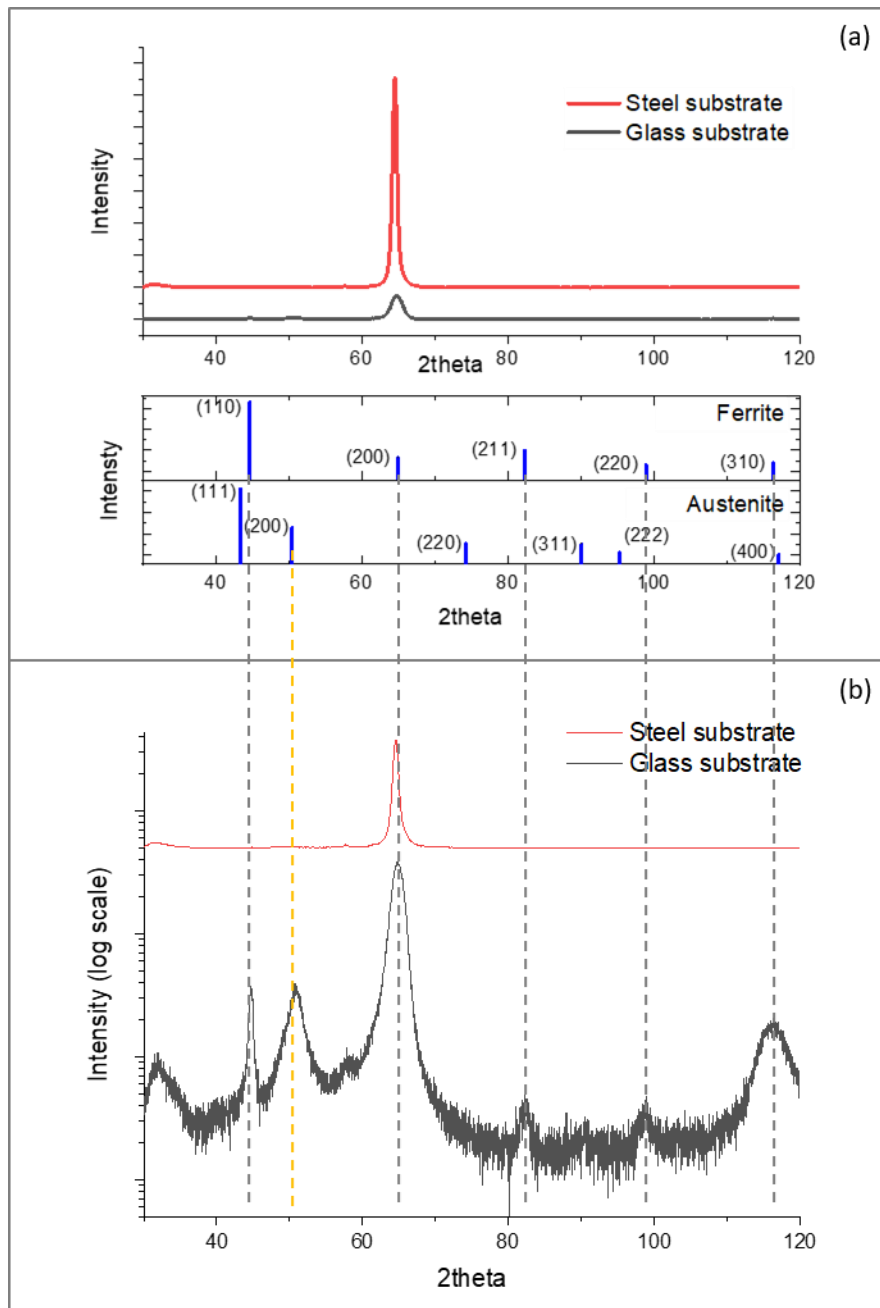 (a)
Steel substrate
Glass substrate
Intensity
40 60 80 100 120
2theta
(110) Ferrite
(200) (211) (220) (310)
Intensty
(111) Austenite
(200) (220) (311) (222) (400)
40 60 80 100 120
2theta
(b)
Steel substrate
Glass substrate
Intensity (log scale)
40 60 80 100 120
2theta